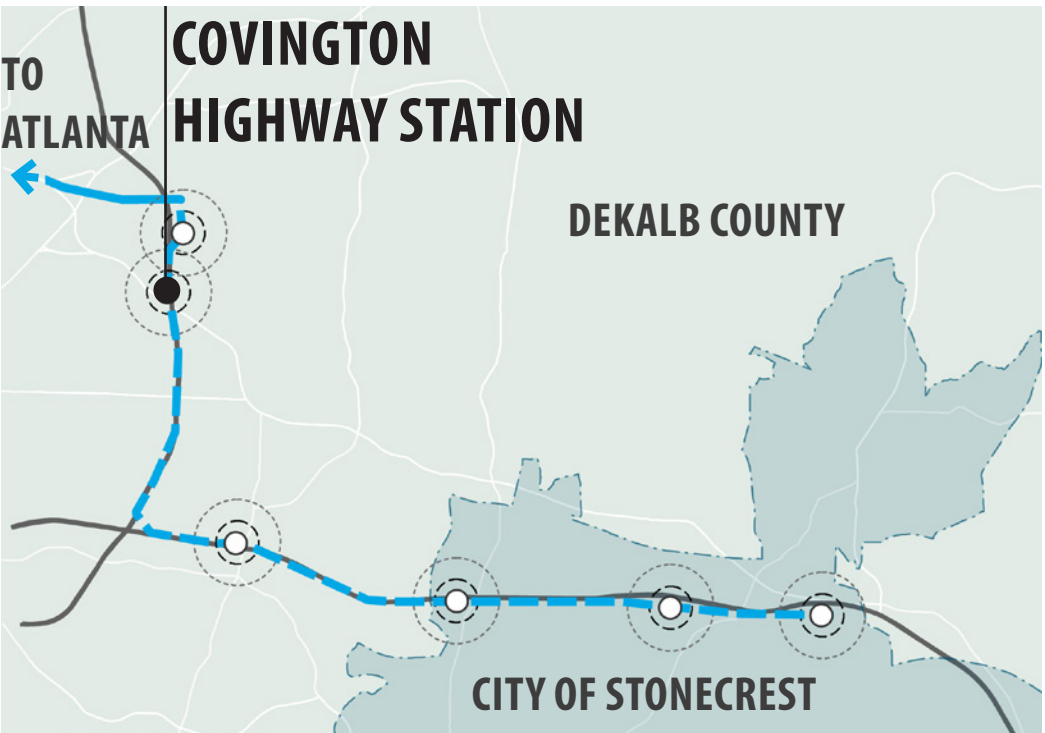 COVINGTON
HIGHWAY STATION
TO
ATLANTA
DEKALB COUNTY
CITY OF STONECREST